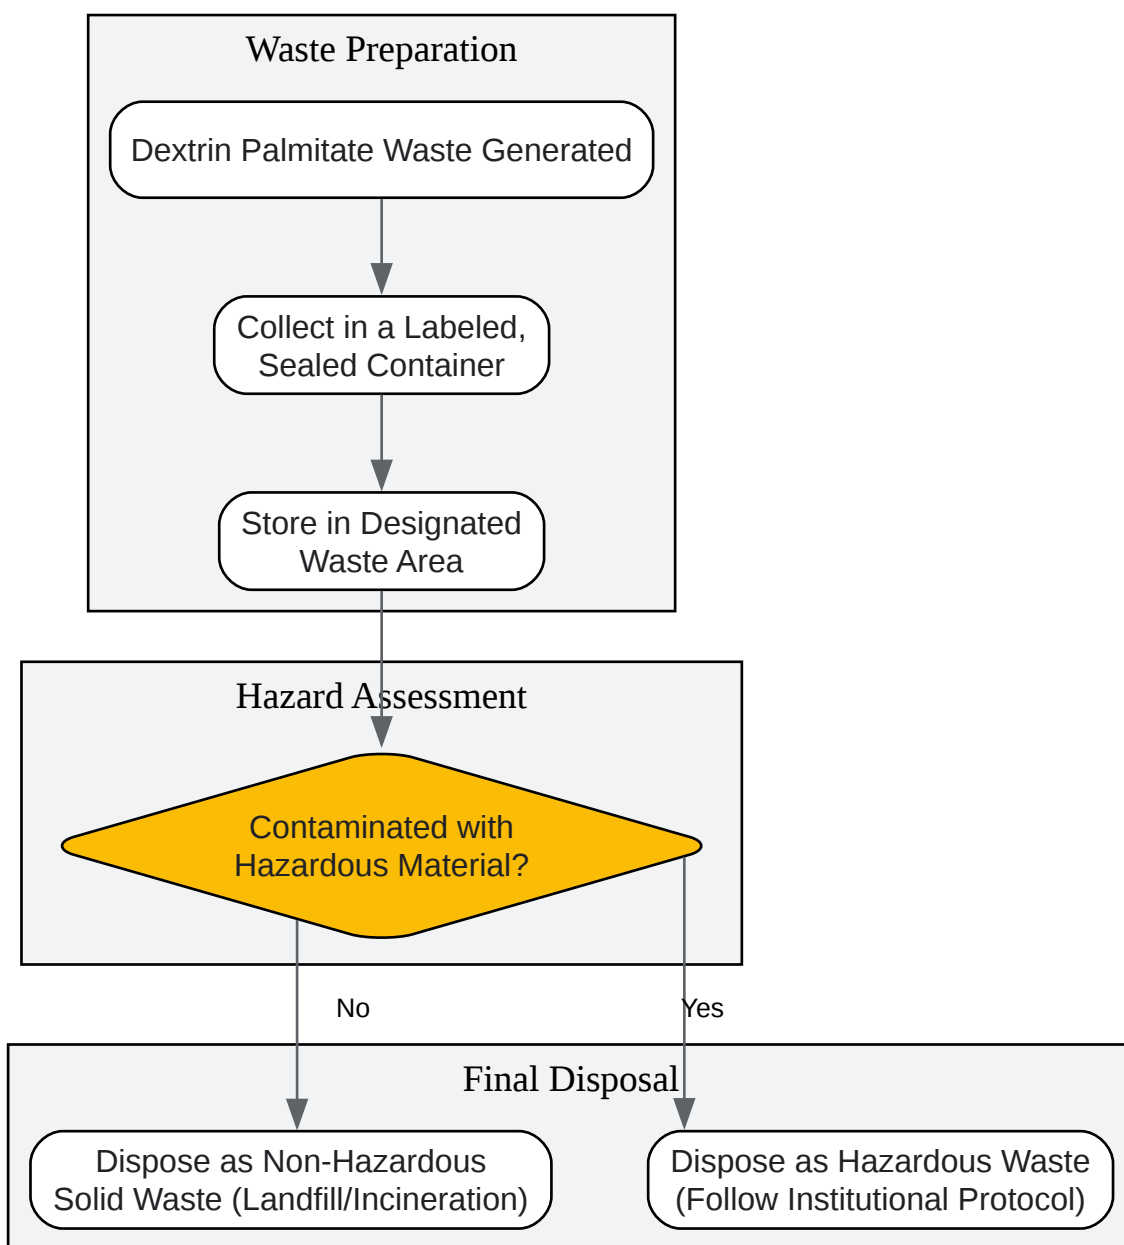 Waste Preparation
Dextrin Palmitate Waste Generated
Collect in a Labeled,
Sealed Container
Store in Designated
Waste Area
Hazard Assessment
Contaminated with
Hazardous Material?
No
Yes
Final Disposal
Dispose as Non-Hazardous
Solid Waste (Landfill/Incineration)
Dispose as Hazardous Waste
(Follow Institutional Protocol)